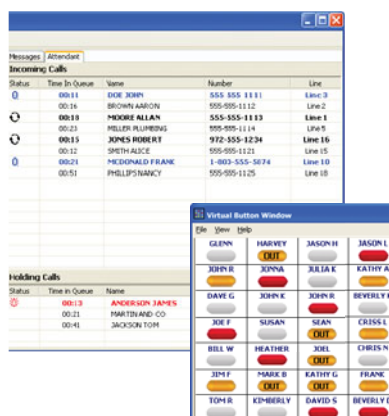 Messages Attendant
Incoming Calls
Status Time In Queue Name Number Line
00:11 DOE JOHN 555 555 1111 Line 3
00:16 BROWN AARON 555-555-1112 Line 2
00:18 MOORE ALLAN 555-555-1113 Line 1
00:23 MILLER PLUMBING 555-555-1114 Line 5
00:15 JONES ROBERT 972-555-1234 Line 16
00:12 SMITH ALICE 555-555-1121 Line 15
00:21 MCDONALD FRANK 1-803-555-5874 Line 10
00:51 PHILLIPS NANCY 555-555-1125 Line 18
Holding Calls
Status Time in Queue Name
00:13 ANDERSON JAMES
00:21 MARTIN AND CO
00:41 JACKSON TOM
Virtual Button Window
File View Help
GLENN HARVEY JASON H JASON L
OUT
JOHN R JONNA JULIA K KATHY A
DAVE G JOHN K JOHN R BEVERLY
JOE F SUSAN SEAN CRISS L
OUT
BILL W HEATHER JOEL CHRIS N
OUT
JIM F MARK B KATHY G FRANK
OUT OUT
TOM R KIMBERLY DAVID S BEVERLY